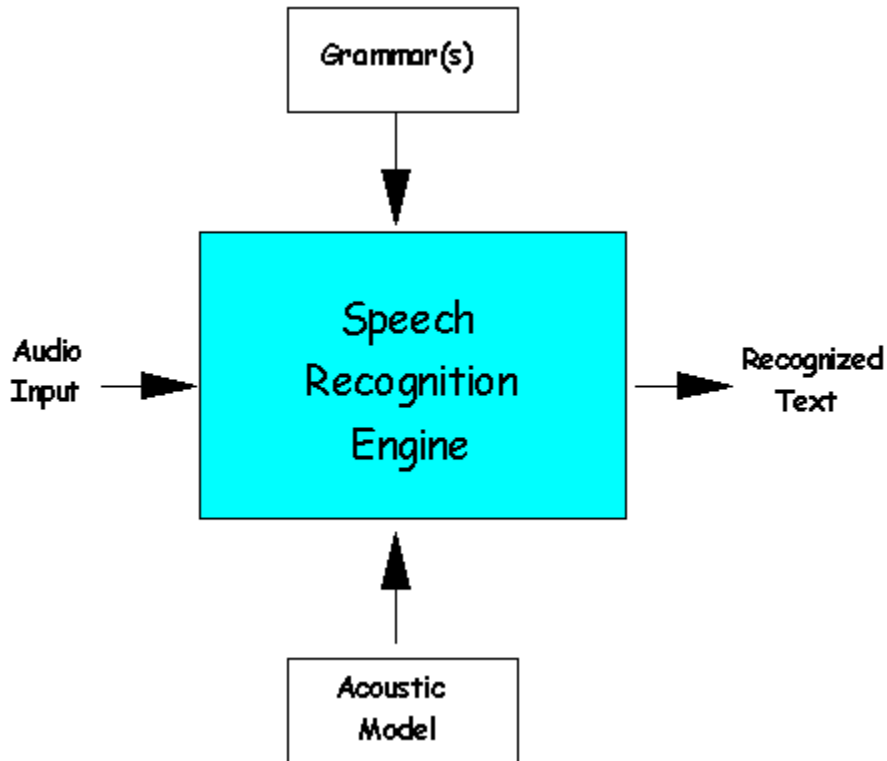 Grammar(s)
Speech
Recognition
Engine
Audio
Input
Recognized
Text
Acoustic
Model